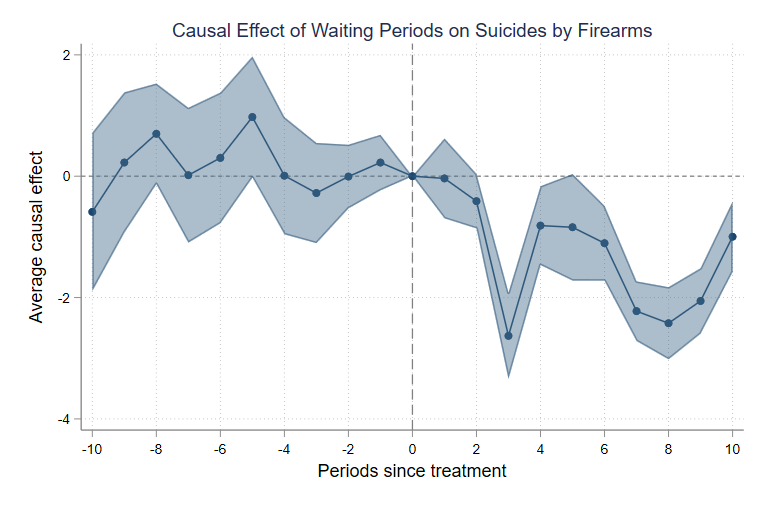 Causal Effect of Waiting Periods on Suicides by Firearms
2
0
-2
-4
Average causal effect
-10 -8 -6 -4 -2 0 2 4 6 8 10
Periods since treatment